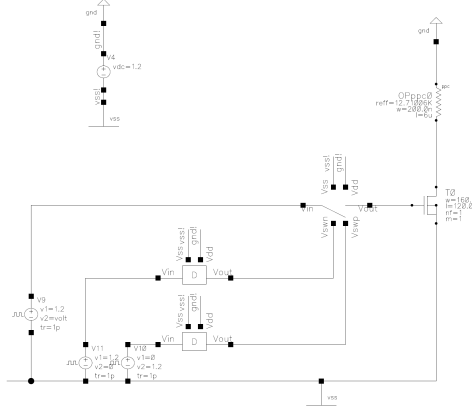 gnd
gnd!
V4
vdc=1.2
vss!
vss
gnd
ppc
OPppc0
reff=12.71006K
w=200.0n
l=6u
T0
w=160.
l=120.0
nf=1
m=1
vss!
gnd!
Vss
Vdd
Vin
Vout
Vswn
Vswp
vss!
gnd!
Vss
Vdd
Vin
D
Vout
vss!
gnd!
Vss
Vdd
Vin
D
Vout
V9
v1=1.2
v2=volt
tr=1p
V11
v1=1.2
v2=0
tr=1p
V10
v1=0
v2=1.2
tr=1p
vss